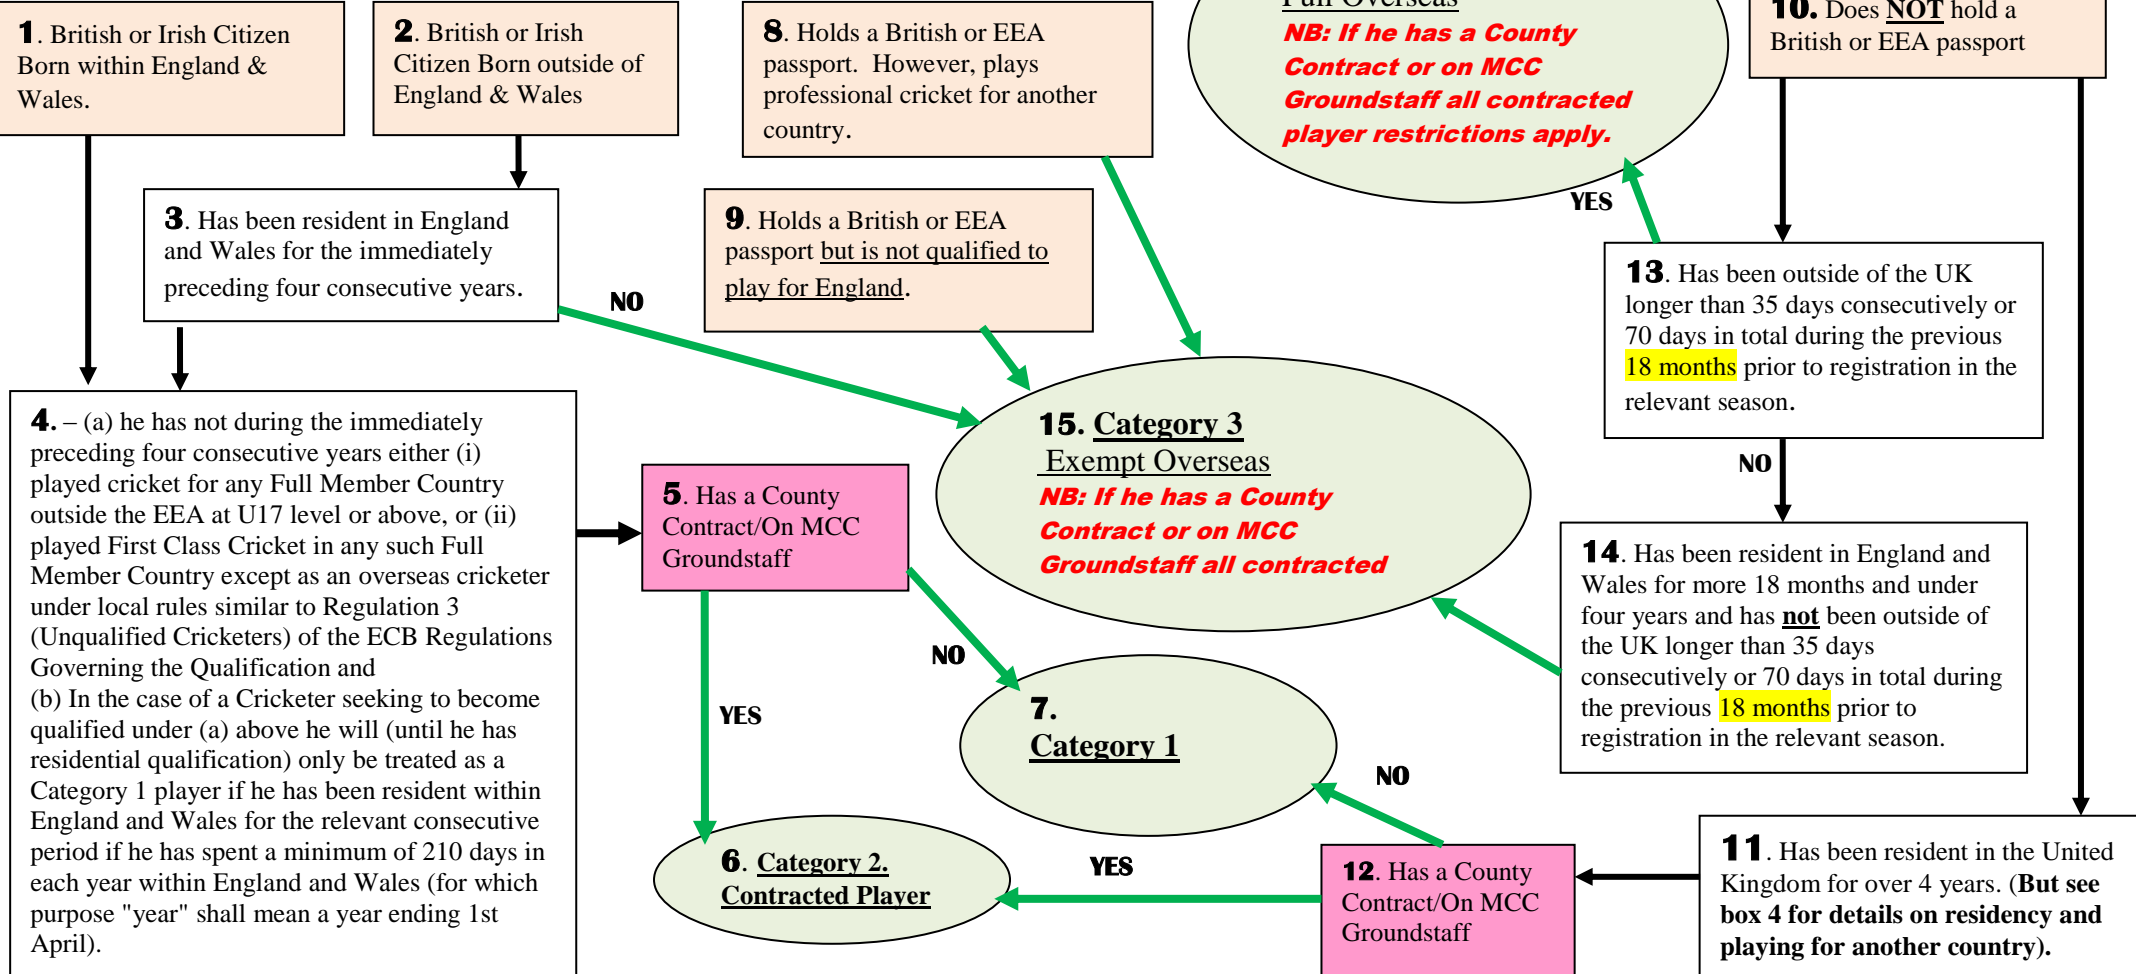 1. British or Irish Citizen
Born within England &
Wales.
2. British or Irish
Citizen Born outside of
England & Wales
8. Holds a British or EEA
passport. However, plays
professional cricket for another
country.
Full Overseas
NB: If he has a County
Contract or on MCC
Groundstaff all contracted
player restrictions apply.
10. Does NOT hold a
British or EEA passport
3. Has been resident in England
and Wales for the immediately
preceding four consecutive years.
NO
9. Holds a British or EEA
passport but is not qualified to
play for England.
YES
13. Has been outside of the UK
longer than 35 days consecutively or
70 days in total during the previous
18 months prior to registration in the
relevant season.
NO
4. – (a) he has not during the immediately
preceding four consecutive years either (i)
played cricket for any Full Member Country
outside the EEA at U17 level or above, or (ii)
played First Class Cricket in any such Full
Member Country except as an overseas cricketer
under local rules similar to Regulation 3
(Unqualified Cricketers) of the ECB Regulations
Governing the Qualification and
(b) In the case of a Cricketer seeking to become
qualified under (a) above he will (until he has
residential qualification) only be treated as a
Category 1 player if he has been resident within
England and Wales for the relevant consecutive
period if he has spent a minimum of 210 days in
each year within England and Wales (for which
purpose "year" shall mean a year ending 1st
April).
5. Has a County
Contract/On MCC
Groundstaff
15. Category 3
Exempt Overseas
NB: If he has a County
Contract or on MCC
Groundstaff all contracted
14. Has been resident in England and
Wales for more 18 months and under
four years and has not been outside of
the UK longer than 35 days
consecutively or 70 days in total during
the previous 18 months prior to
registration in the relevant season.
NO
YES
7.
Category 1
NO
6. Category 2.
Contracted Player
YES
12. Has a County
Contract/On MCC
Groundstaff
11. Has been resident in the United
Kingdom for over 4 years. (But see
box 4 for details on residency and
playing for another country).